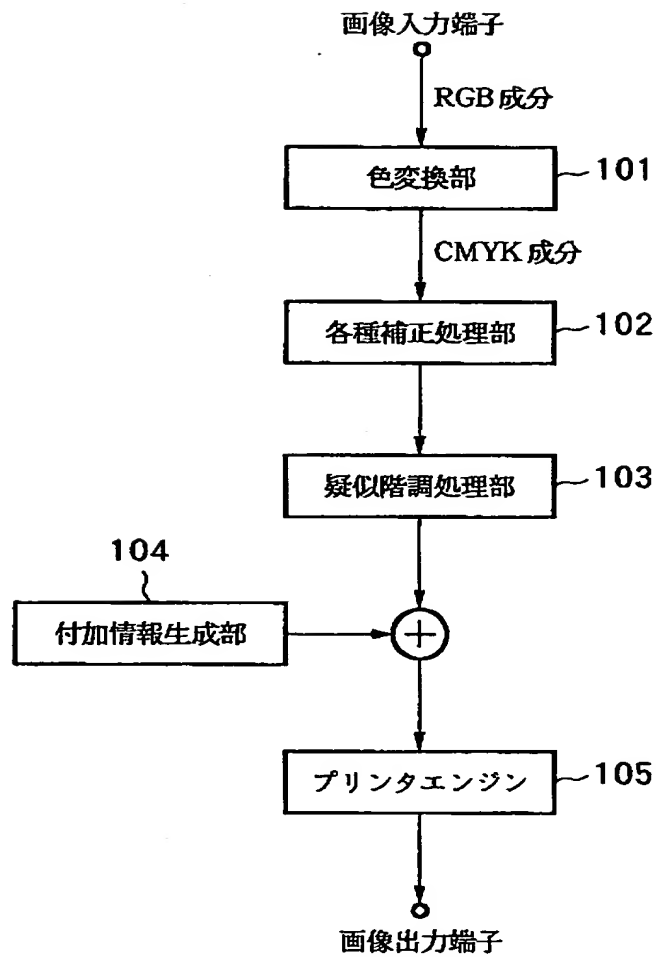 画像入力端子
RGB成分
色変換部
101
CMYK成分
各種補正処理部
102
疑似階調処理部
103
104
付加情報生成部
プリンタエンジン
105
画像出力端子